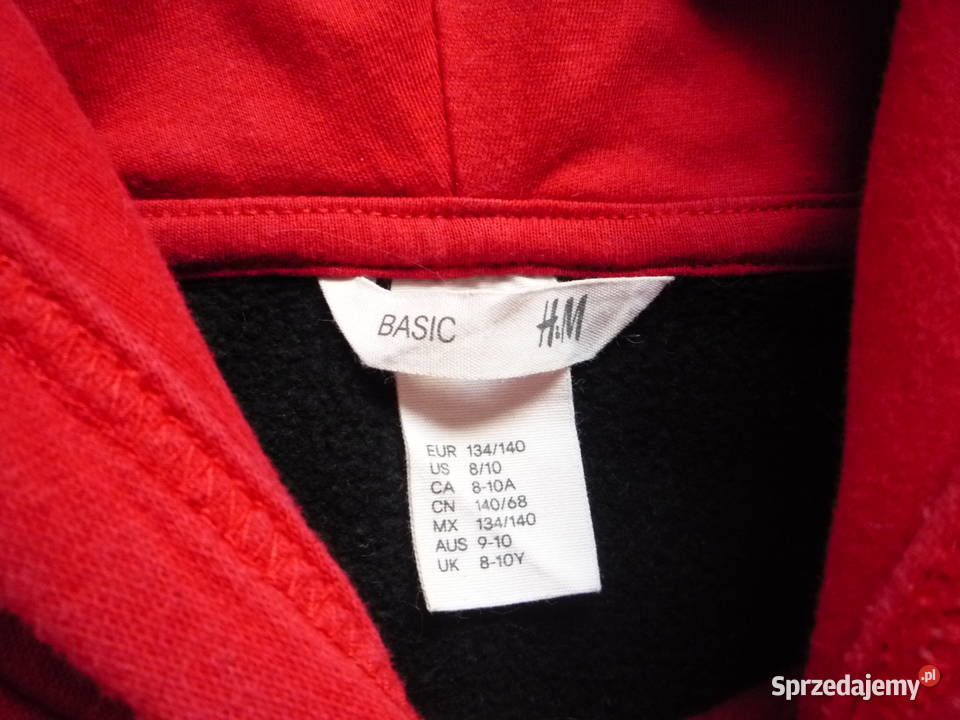 BASIC H&M
EUR 134/140
US 8/10
CA 8-10A
CN 140/68
MX 134/140
AUS 9-10
UK 8-10Y
Sprzedajemy.pl